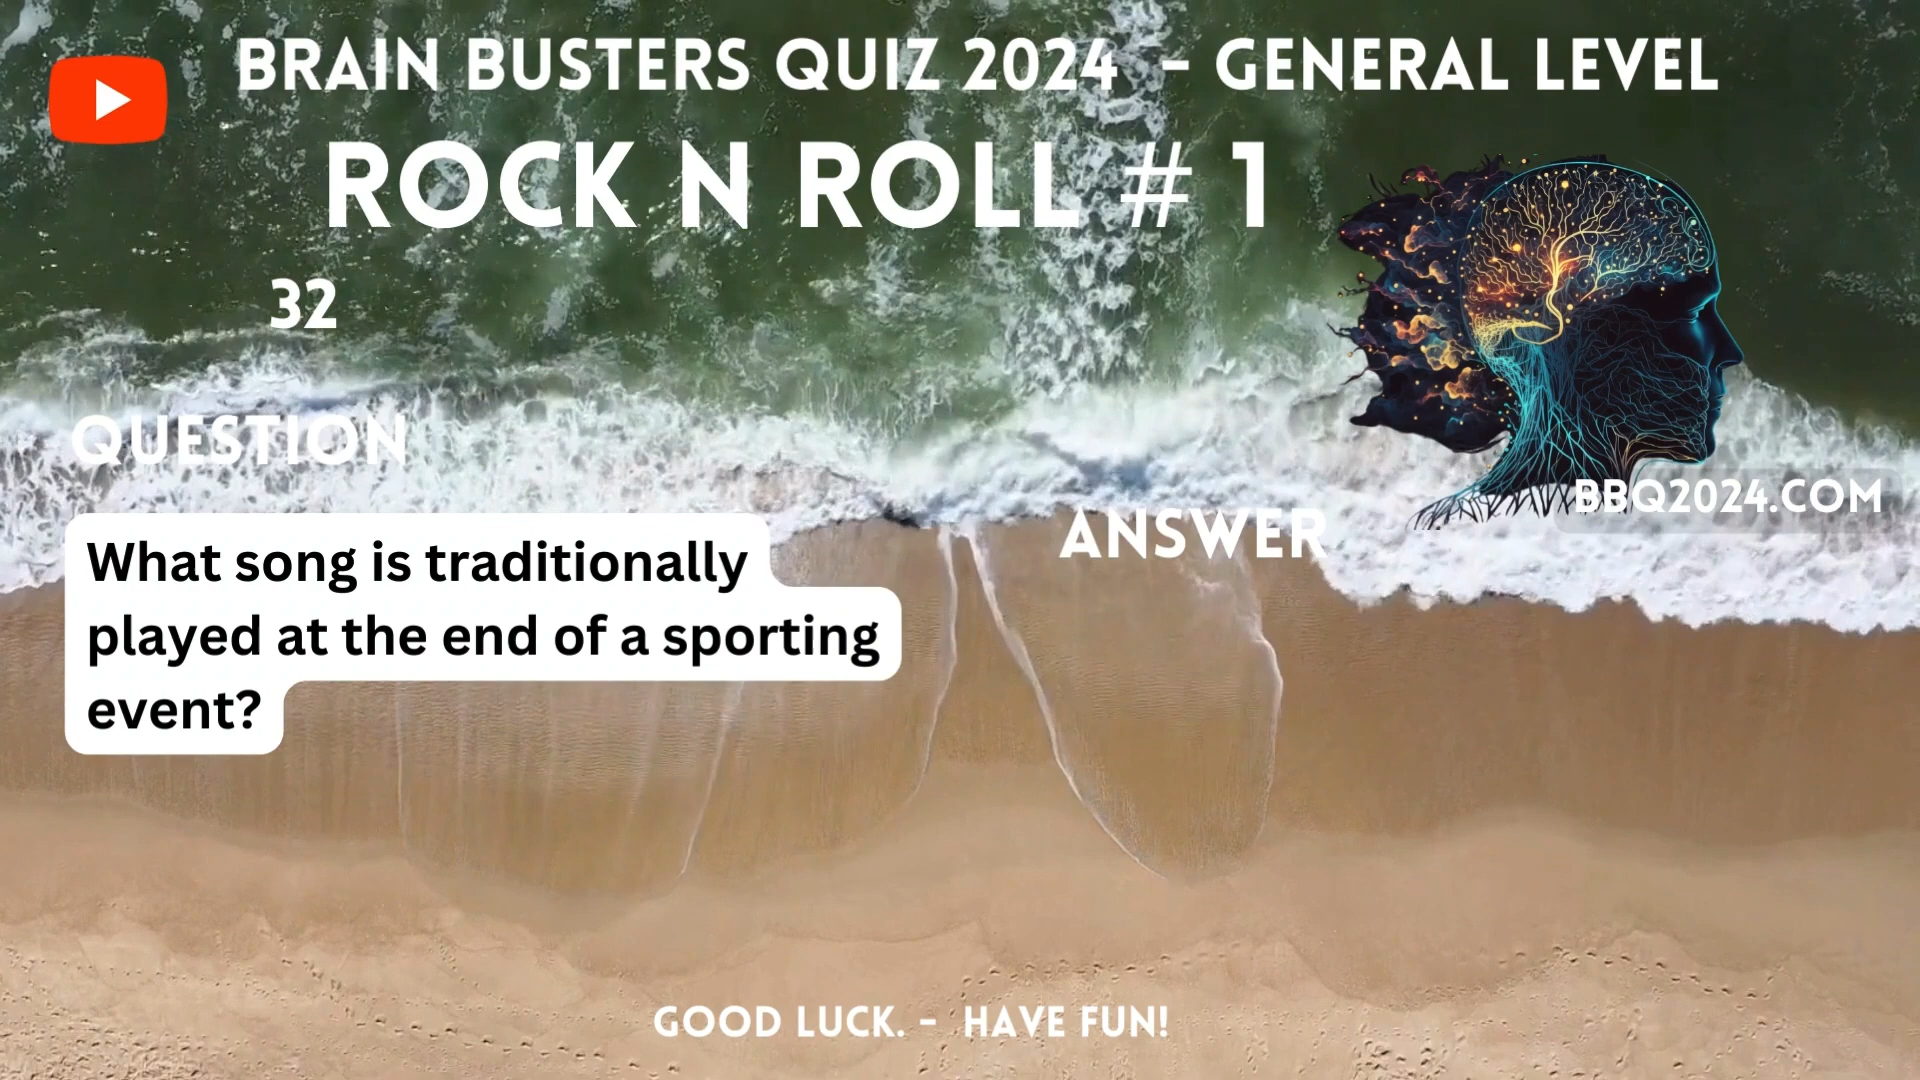 BRAIN BUSTERS QUIZ 2024 - GENERAL LEVEL
ROCK N ROLL # 1
32
QUESTION
BBQ2024.COM
ANSWER
What song is traditionally
played at the end of a sporting
event?
GOOD LUCK. - HAVE FUN!